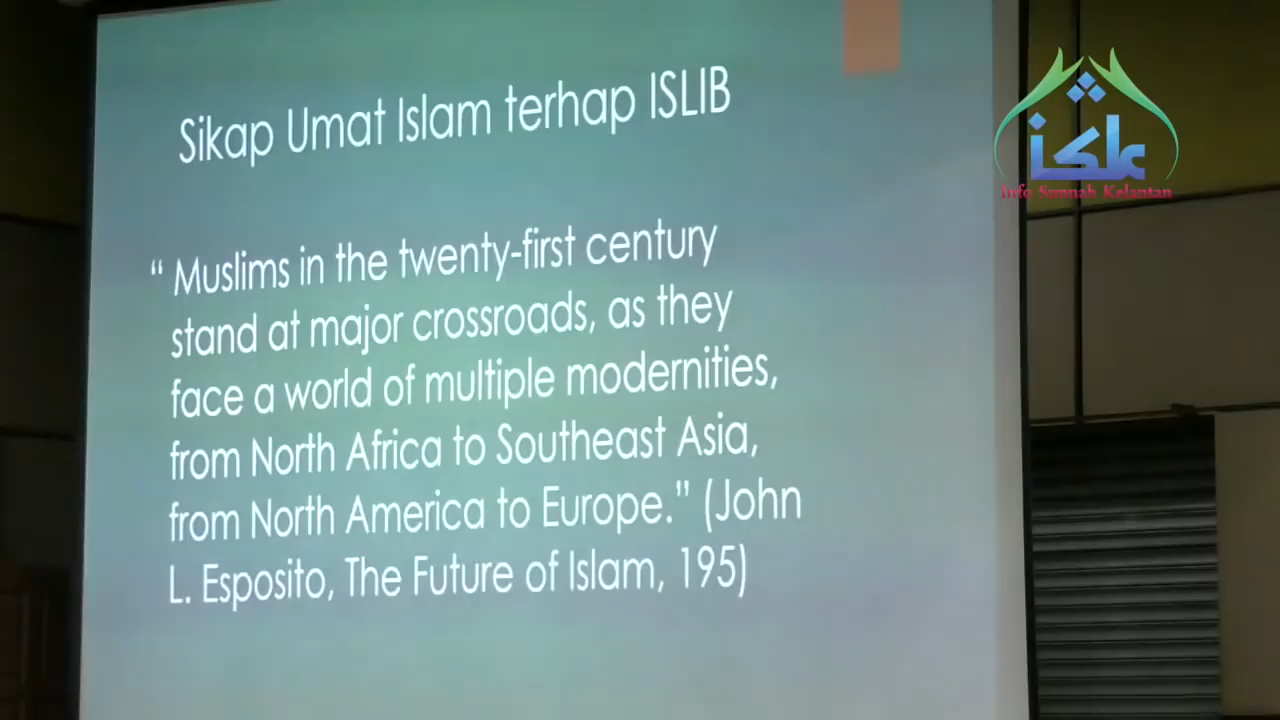 Sikap Umat Islam terhap ISLIB
“ Muslims in the twenty-first century
stand at major crossroads, as they
face a world of multiple modernities,
from North Africa to Southeast Asia,
from North America to Europe.” (John
L. Esposito, The Future of Islam, 195)
Info Sunnah Kelantan